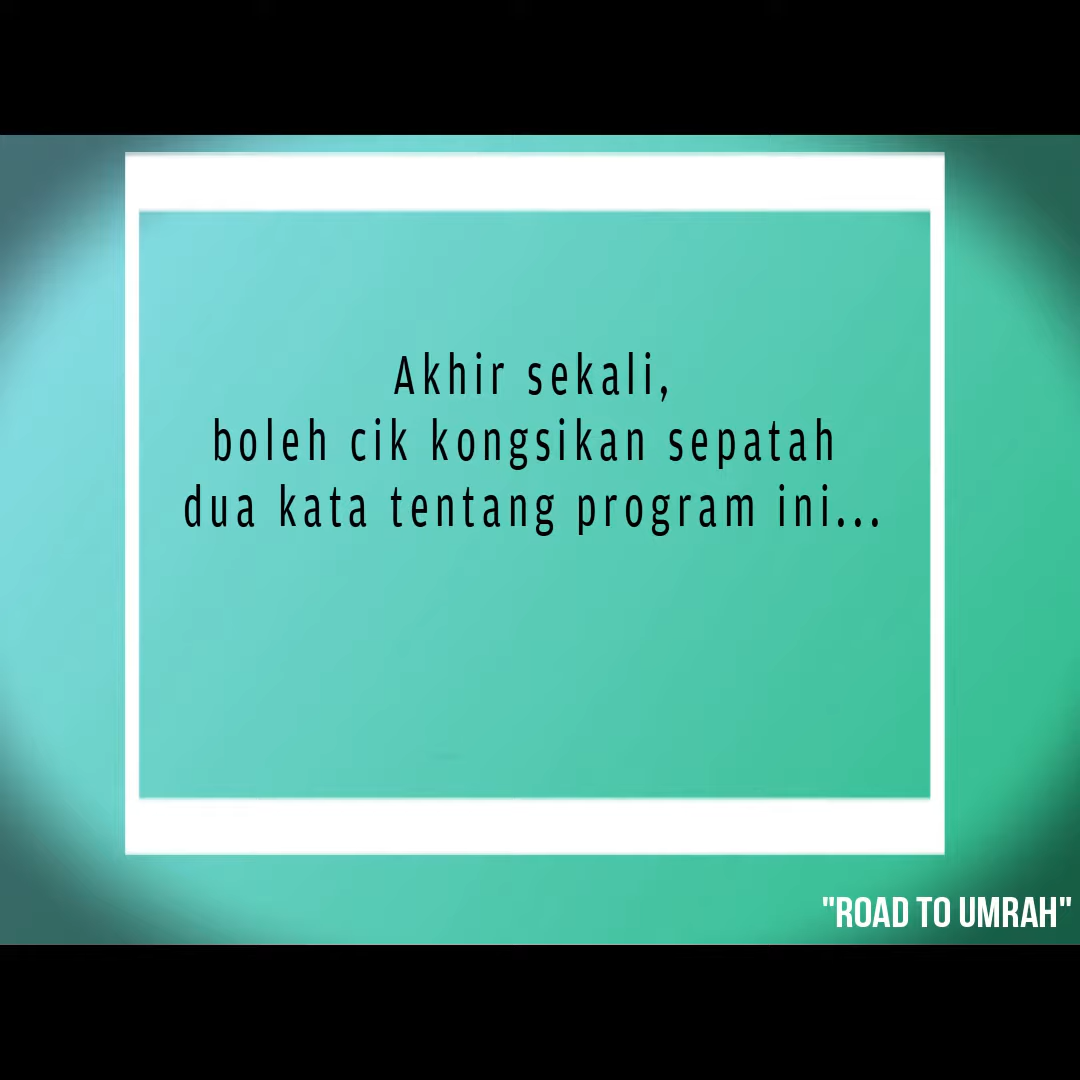 Akhir sekali,
boleh cik kongsikan sepatah
dua kata tentang program ini...
"ROAD TO UMRAH"